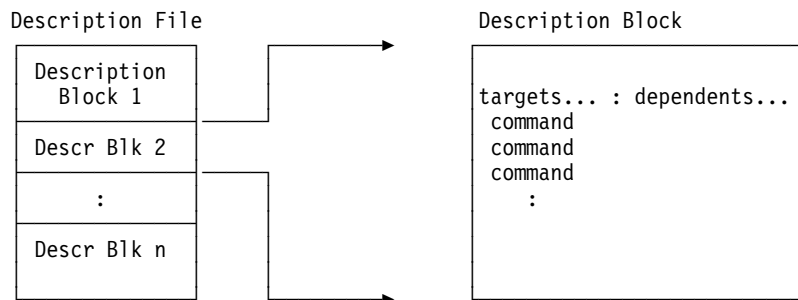 Description File
Description Block
Description
Block 1
targets... : dependents...
command
command
command
:
Descr Blk 2
:
Descr Blk n